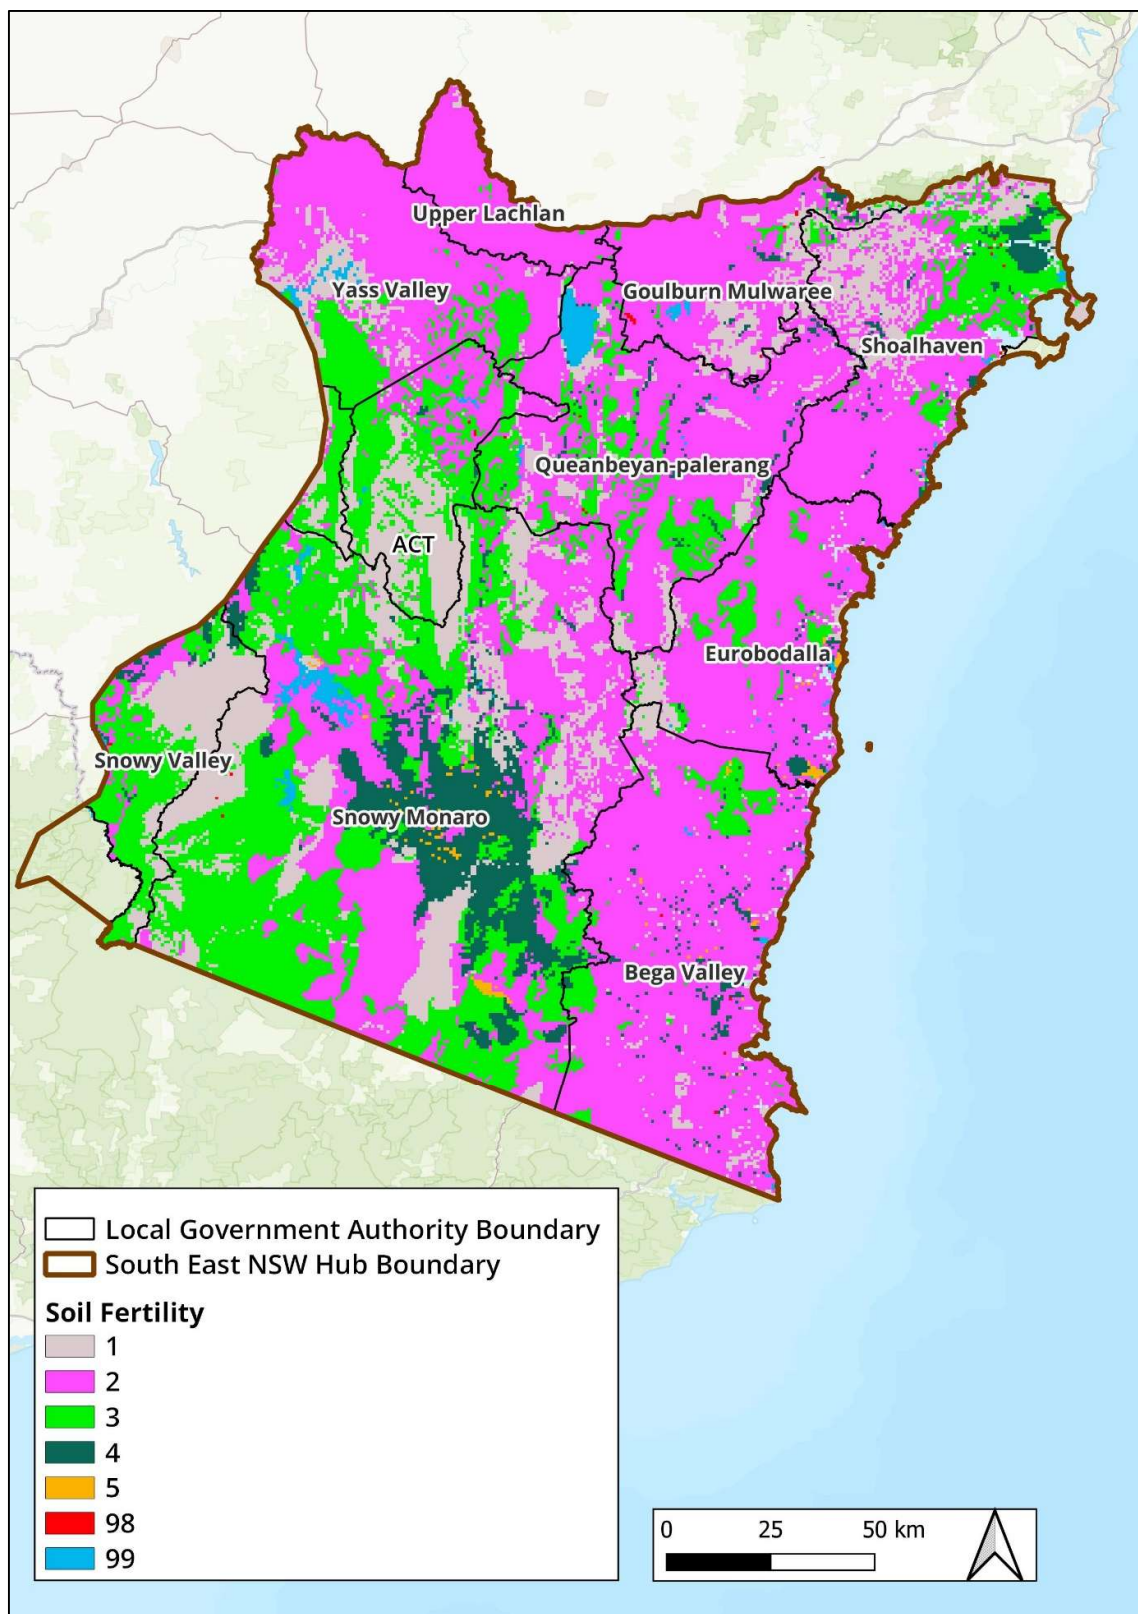 Upper Lachlan
Yass Valley
Goulburn Mulwaree
Shoalhaven
Queanbeyan-palerang
ACT
Eurobodalla
Snowy Valley
Snowy Monaro
Bega Valley
Local Government Authority Boundary
South East NSW Hub Boundary
Soil Fertility
1
2
3
4
5
98
99
0 25 50 km